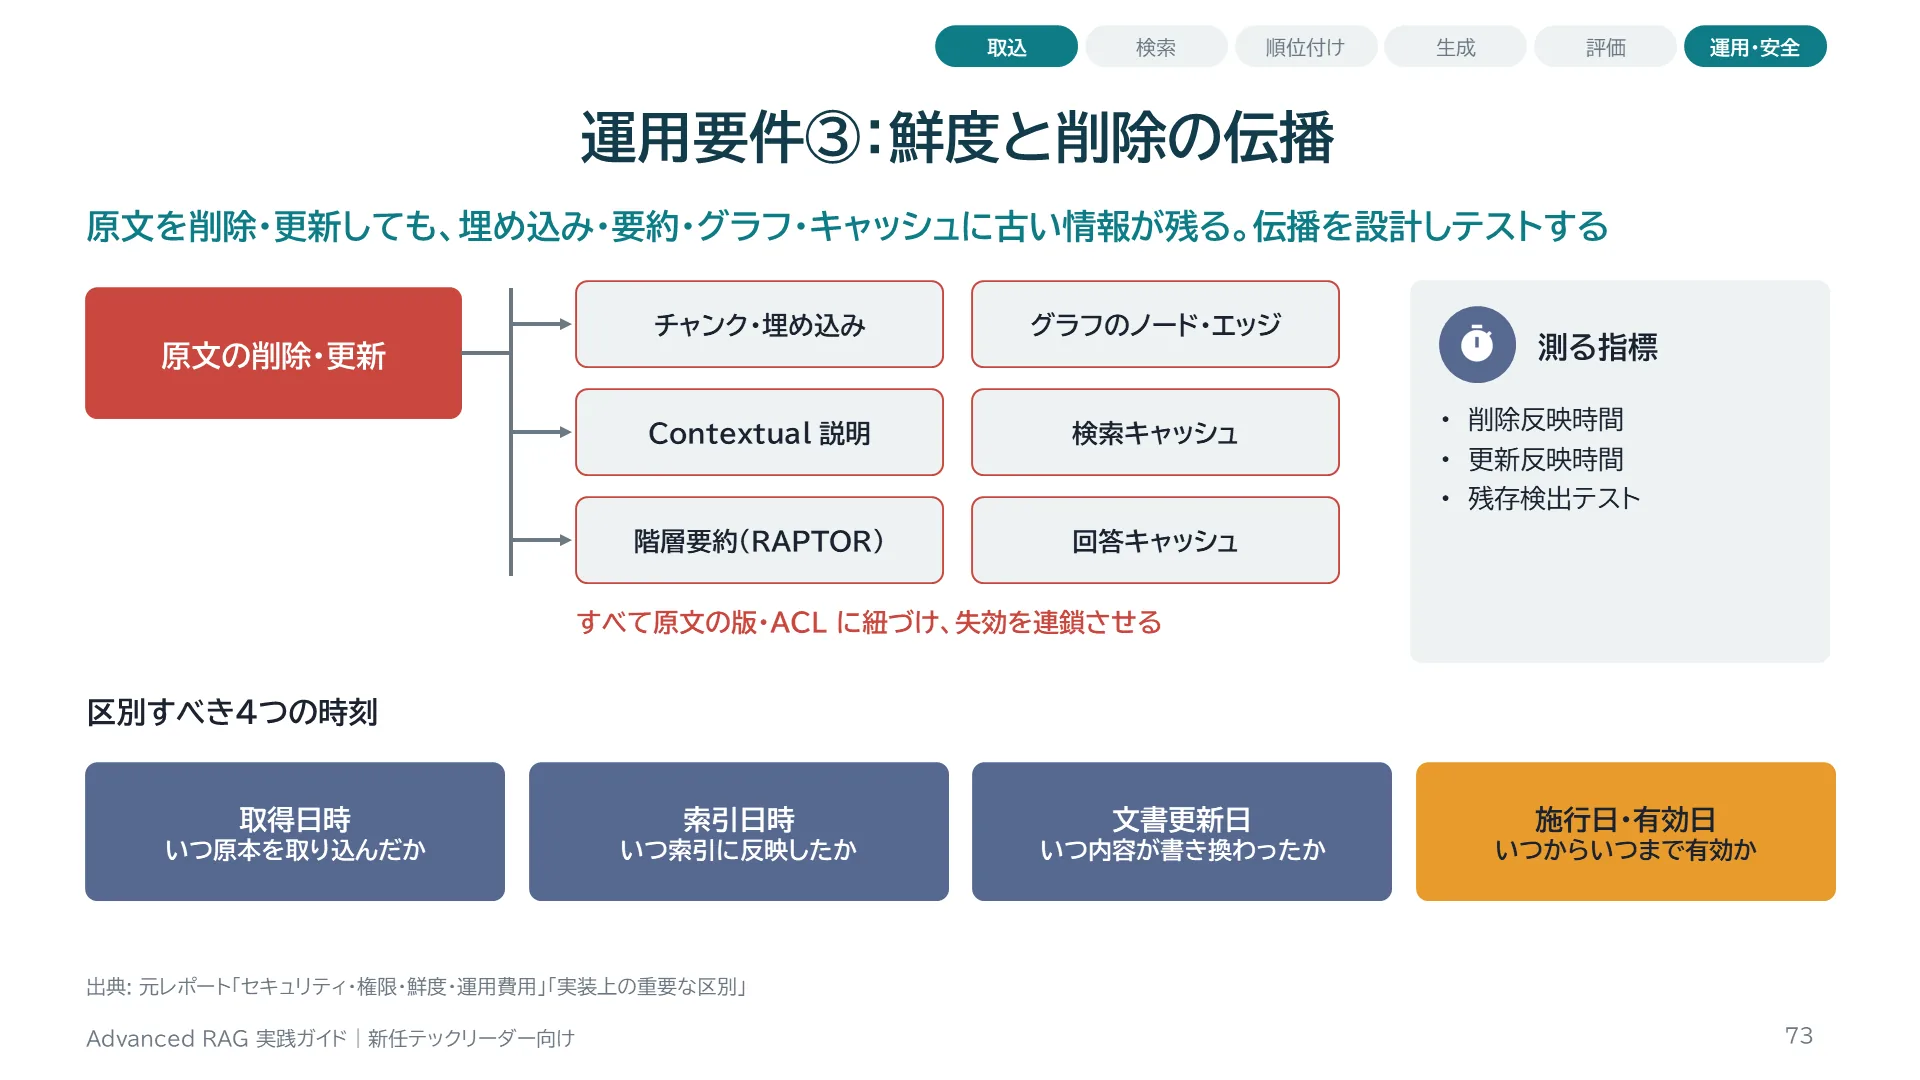 取込
検索
順位付け
生成
評価
運用・安全
運用要件③：鮮度と削除の伝播
原文を削除・更新しても、埋め込み・要約・グラフ・キャッシュに古い情報が残る。伝播を設計しテストする
原文の削除・更新
チャンク・埋め込み
グラフのノード・エッジ
Contextual 説明
検索キャッシュ
階層要約（RAPTOR）
回答キャッシュ
すべて原文の版・ACL に紐づけ、失効を連鎖させる
測る指標
• 削除反映時間
• 更新反映時間
• 残存検出テスト
区別すべき4つの時刻
取得日時
いつ原本を取り込んだか
索引日時
いつ索引に反映したか
文書更新日
いつ内容が書き換わったか
施行日・有効日
いつからいつまで有効か
出典: 元レポート「セキュリティ・権限・鮮度・運用費用」「実装上の重要な区別」
Advanced RAG 実践ガイド｜新任テックリーダー向け
73